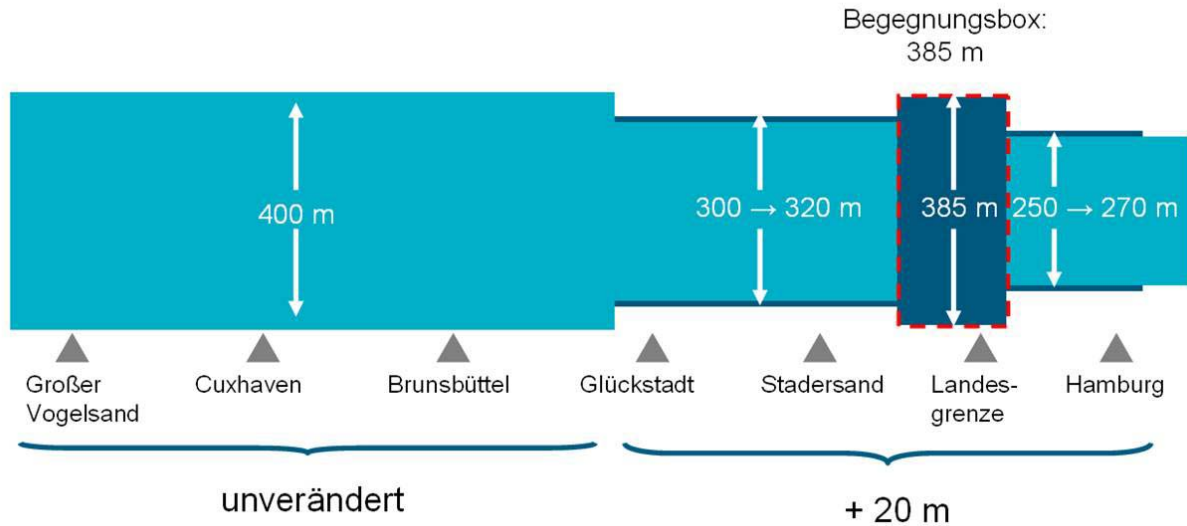 Begegnungsbox:
385 m
400 m
300 → 320 m
385 m
250 → 270 m
Großer
Vogelsand
Cuxhaven
Brunsbüttel
Glückstadt
Stadersand
Landes-
grenze
Hamburg
unverändert
+ 20 m